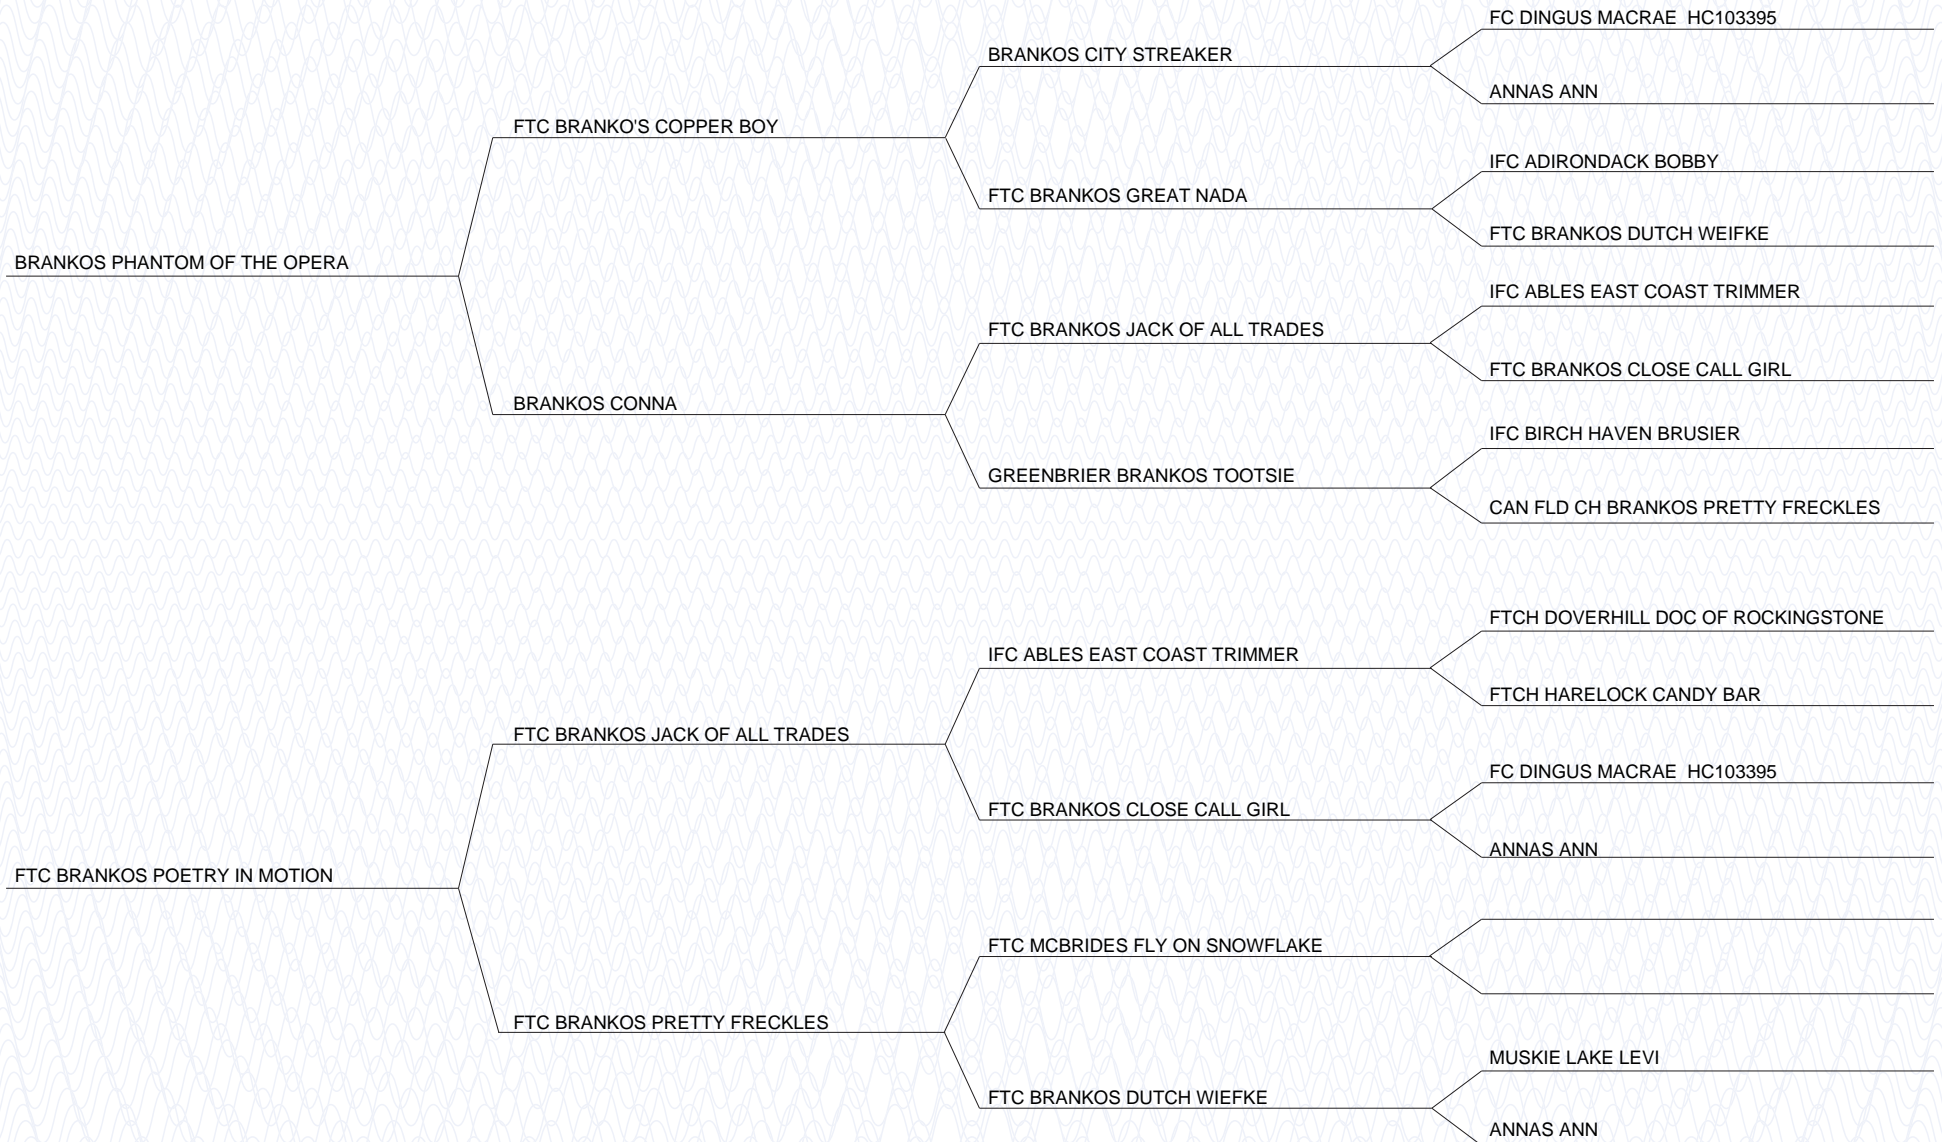 FC DINGUS MACRAE  HC103395
BRANKOS CITY STREAKER
ANNAS ANN
FTC BRANKO'S COPPER BOY
IFC ADIRONDACK BOBBY
FTC BRANKOS GREAT NADA
FTC BRANKOS DUTCH WEIFKE
BRANKOS PHANTOM OF THE OPERA
IFC ABLES EAST COAST TRIMMER
FTC BRANKOS JACK OF ALL TRADES
FTC BRANKOS CLOSE CALL GIRL
BRANKOS CONNA
IFC BIRCH HAVEN BRUSIER
GREENBRIER BRANKOS TOOTSIE
CAN FLD CH BRANKOS PRETTY FRECKLES
FTCH DOVERHILL DOC OF ROCKINGSTONE
IFC ABLES EAST COAST TRIMMER
FTCH HARELOCK CANDY BAR
FTC BRANKOS JACK OF ALL TRADES
FC DINGUS MACRAE  HC103395
FTC BRANKOS CLOSE CALL GIRL
ANNAS ANN
FTC BRANKOS POETRY IN MOTION
FTC MCBRIDES FLY ON SNOWFLAKE
FTC BRANKOS PRETTY FRECKLES
MUSKIE LAKE LEVI
FTC BRANKOS DUTCH WIEFKE
ANNAS ANN